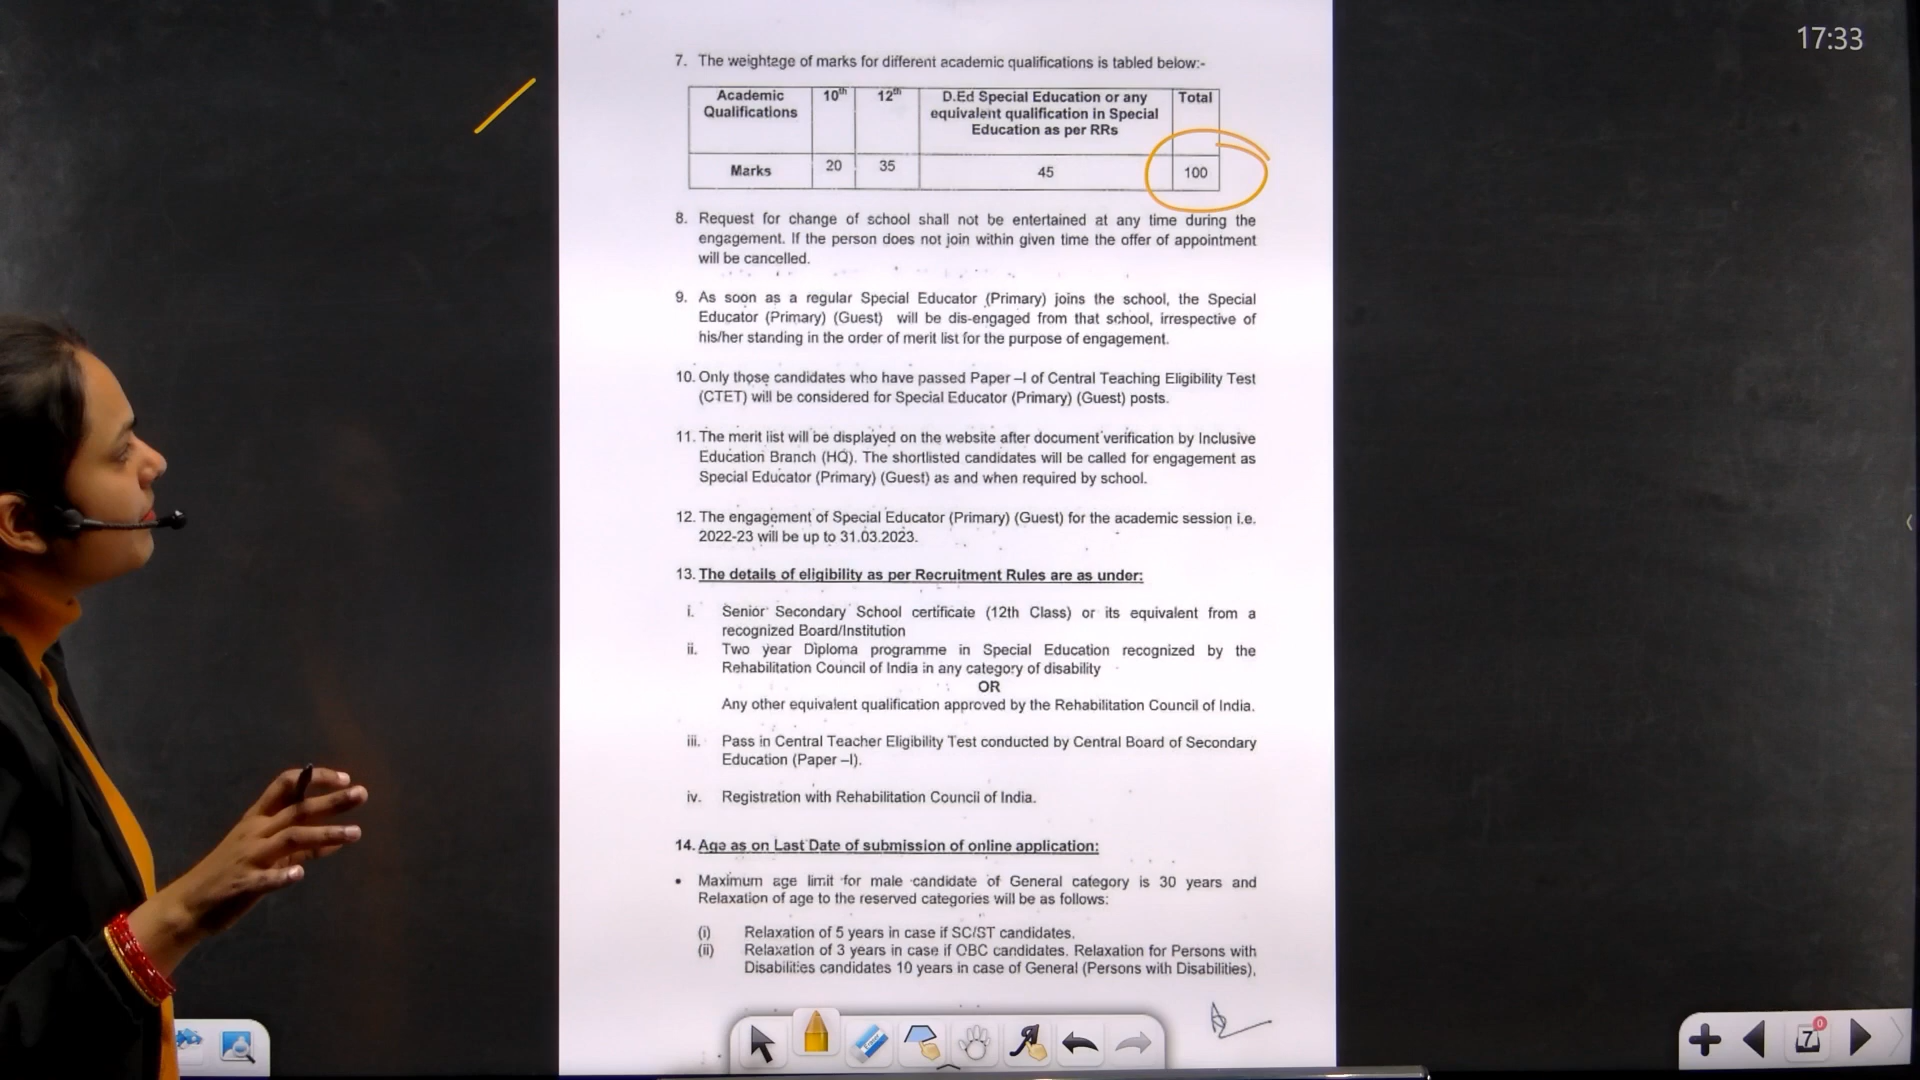 17:33
7. The weightage of marks for different academic qualifications is tabled below:-
Academic Qualifications 10th 12th D.Ed Special Education or any equivalent qualification in Special Education as per RRs Total
Marks 20 35 45 100
8. Request for change of school shall not be entertained at any time during the
engagement. If the person does not join within given time the offer of appointment
will be cancelled.
9. As soon as a regular Special Educator (Primary) joins the school, the Special
Educator (Primary) (Guest) will be dis-engaged from that school, irrespective of
his/her standing in the order of merit list for the purpose of engagement.
10. Only those candidates who have passed Paper –I of Central Teaching Eligibility Test
(CTET) will be considered for Special Educator (Primary) (Guest) posts.
11. The merit list will be displayed on the website after document verification by Inclusive
Education Branch (HQ). The shortlisted candidates will be called for engagement as
Special Educator (Primary) (Guest) as and when required by school.
12. The engagement of Special Educator (Primary) (Guest) for the academic session i.e.
2022-23 will be up to 31.03.2023.
13. The details of eligibility as per Recruitment Rules are as under:
i. Senior Secondary School certificate (12th Class) or its equivalent from a
recognized Board/Institution
ii. Two year Diploma programme in Special Education recognized by the
Rehabilitation Council of India in any category of disability
OR
Any other equivalent qualification approved by the Rehabilitation Council of India.
iii. Pass in Central Teacher Eligibility Test conducted by Central Board of Secondary
Education (Paper –I).
iv. Registration with Rehabilitation Council of India.
14. Age as on Last Date of submission of online application:
• Maximum age limit for male candidate of General category is 30 years and
Relaxation of age to the reserved categories will be as follows:
(i) Relaxation of 5 years in case if SC/ST candidates.
(ii) Relaxation of 3 years in case if OBC candidates. Relaxation for Persons with
Disabilities candidates 10 years in case of General (Persons with Disabilities),
7
0